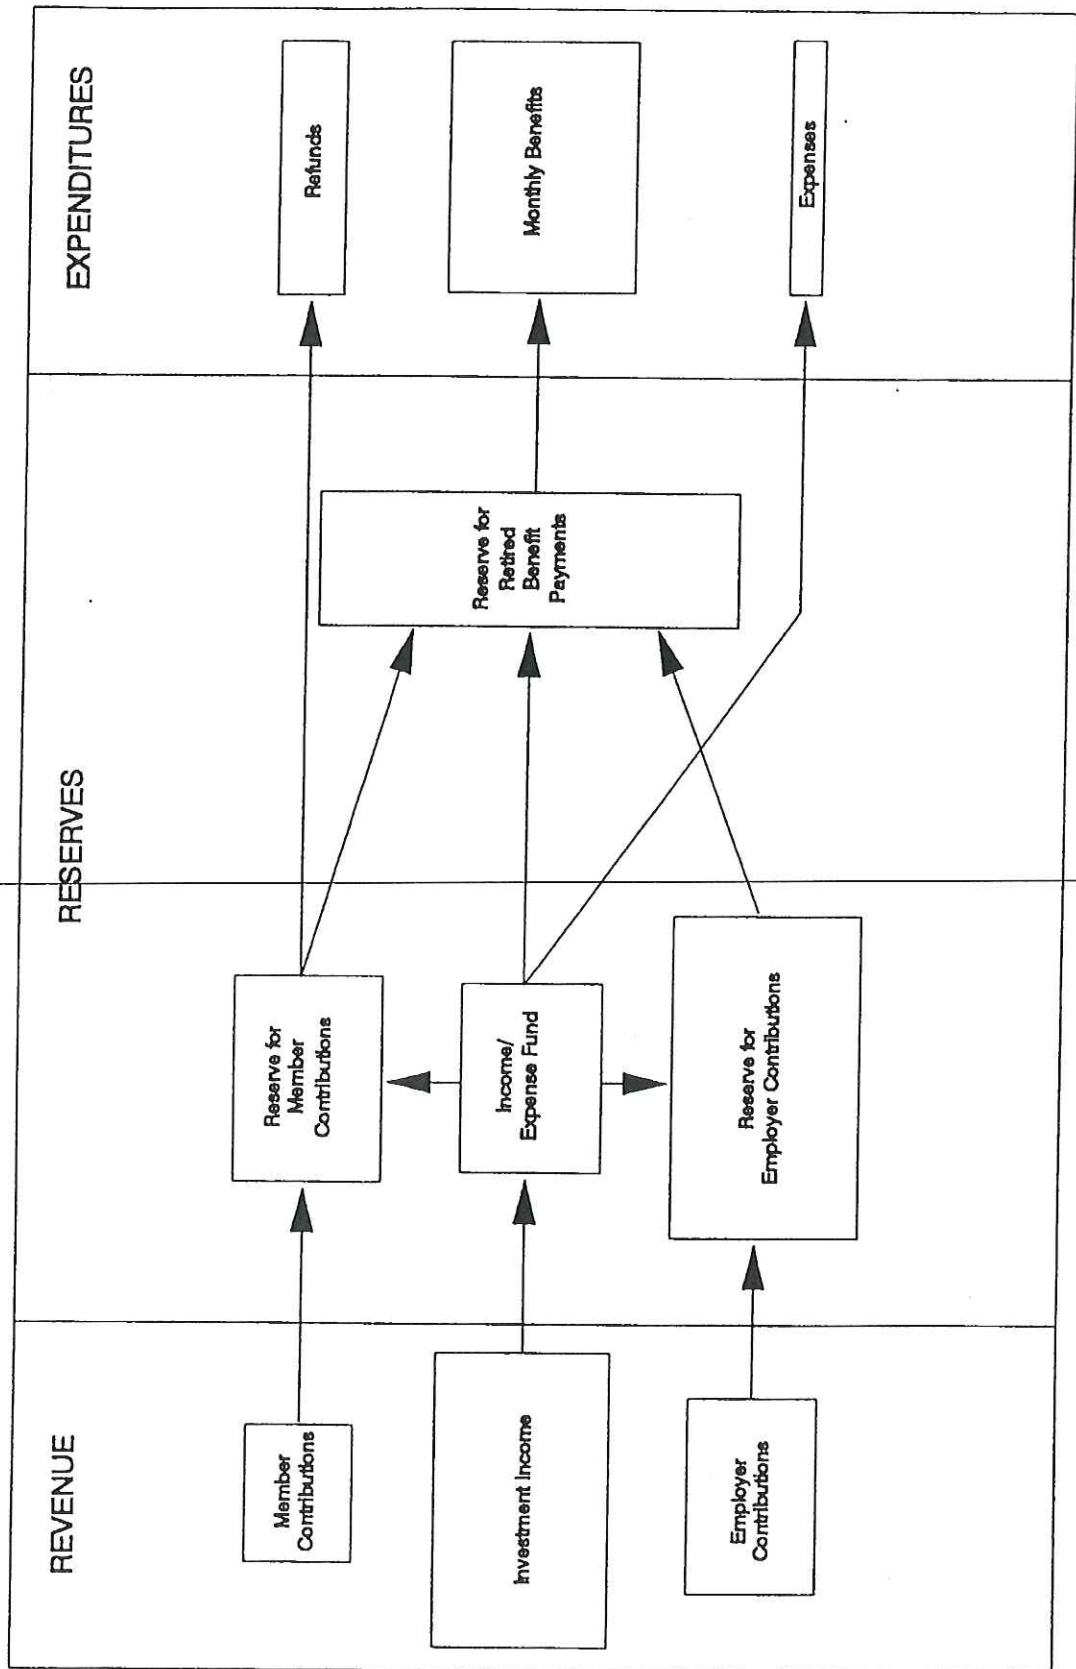 REVENUE
RESERVES
EXPENDITURES
Member
Contributions
Reserve for
Member
Contributions
Refunds
Investment Income
Income/
Expense Fund
Reserve for
Retired
Benefit
Payments
Monthly Benefits
Employer
Contributions
Reserve for
Employer Contributions
Expenses